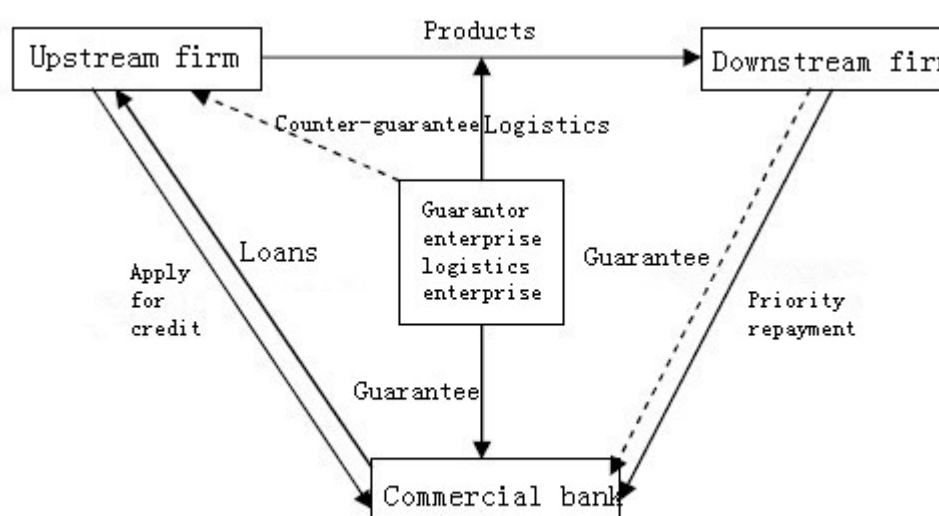 Products
Upstream firm
Downstream firm
Counter-guarantee
Logistics
Guarantor
enterprise
logistics
enterprise
Loans
Guarantee
Apply
for
credit
Priority
repayment
Guarantee
Commercial bank